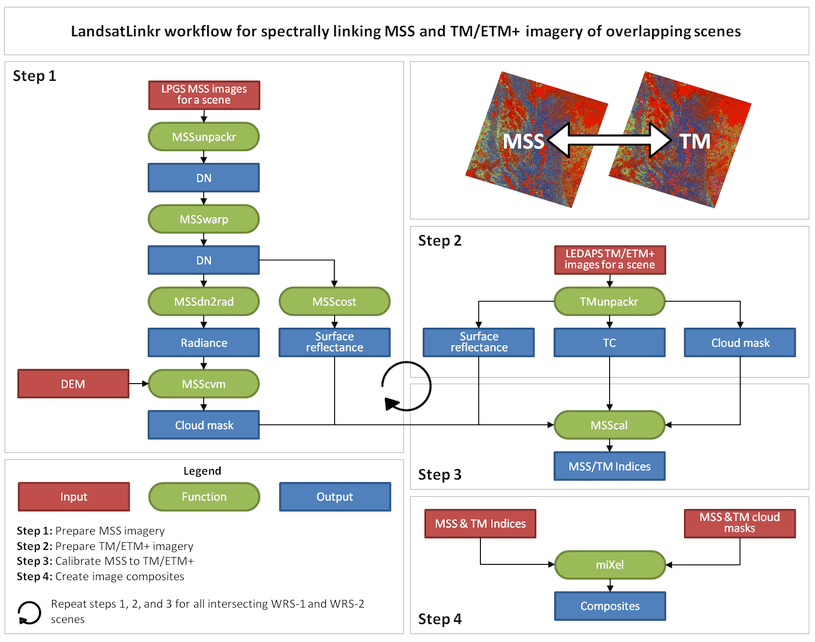 LandsatLinkr workflow for spectrally linking MSS and TM/ETM+ imagery of overlapping scenes
Step 1
LPGS MSS images
for a scene
MSSunpackr
DN
MSSwarp
DN
MSSdn2rad
MSScost
Radiance
Surface
reflectance
DEM
MSScvm
Cloud mask
MSS
TM
Step 2
LEDAPS TM/ETM+
images for a scene
TMunpackr
Surface
reflectance
TC
Cloud mask
MSScal
MSS/TM Indices
Step 3
MSS & TM Indices
MSS &TM cloud
masks
miXel
Composites
Step 4
Legend
Input
Function
Output
Step 1: Prepare MSS imagery
Step 2: Prepare TM/ETM+ imagery
Step 3: Calibrate MSS to TM/ETM+
Step 4: Create image composites
Repeat steps 1, 2, and 3 for all intersecting WRS-1 and WRS-2
scenes